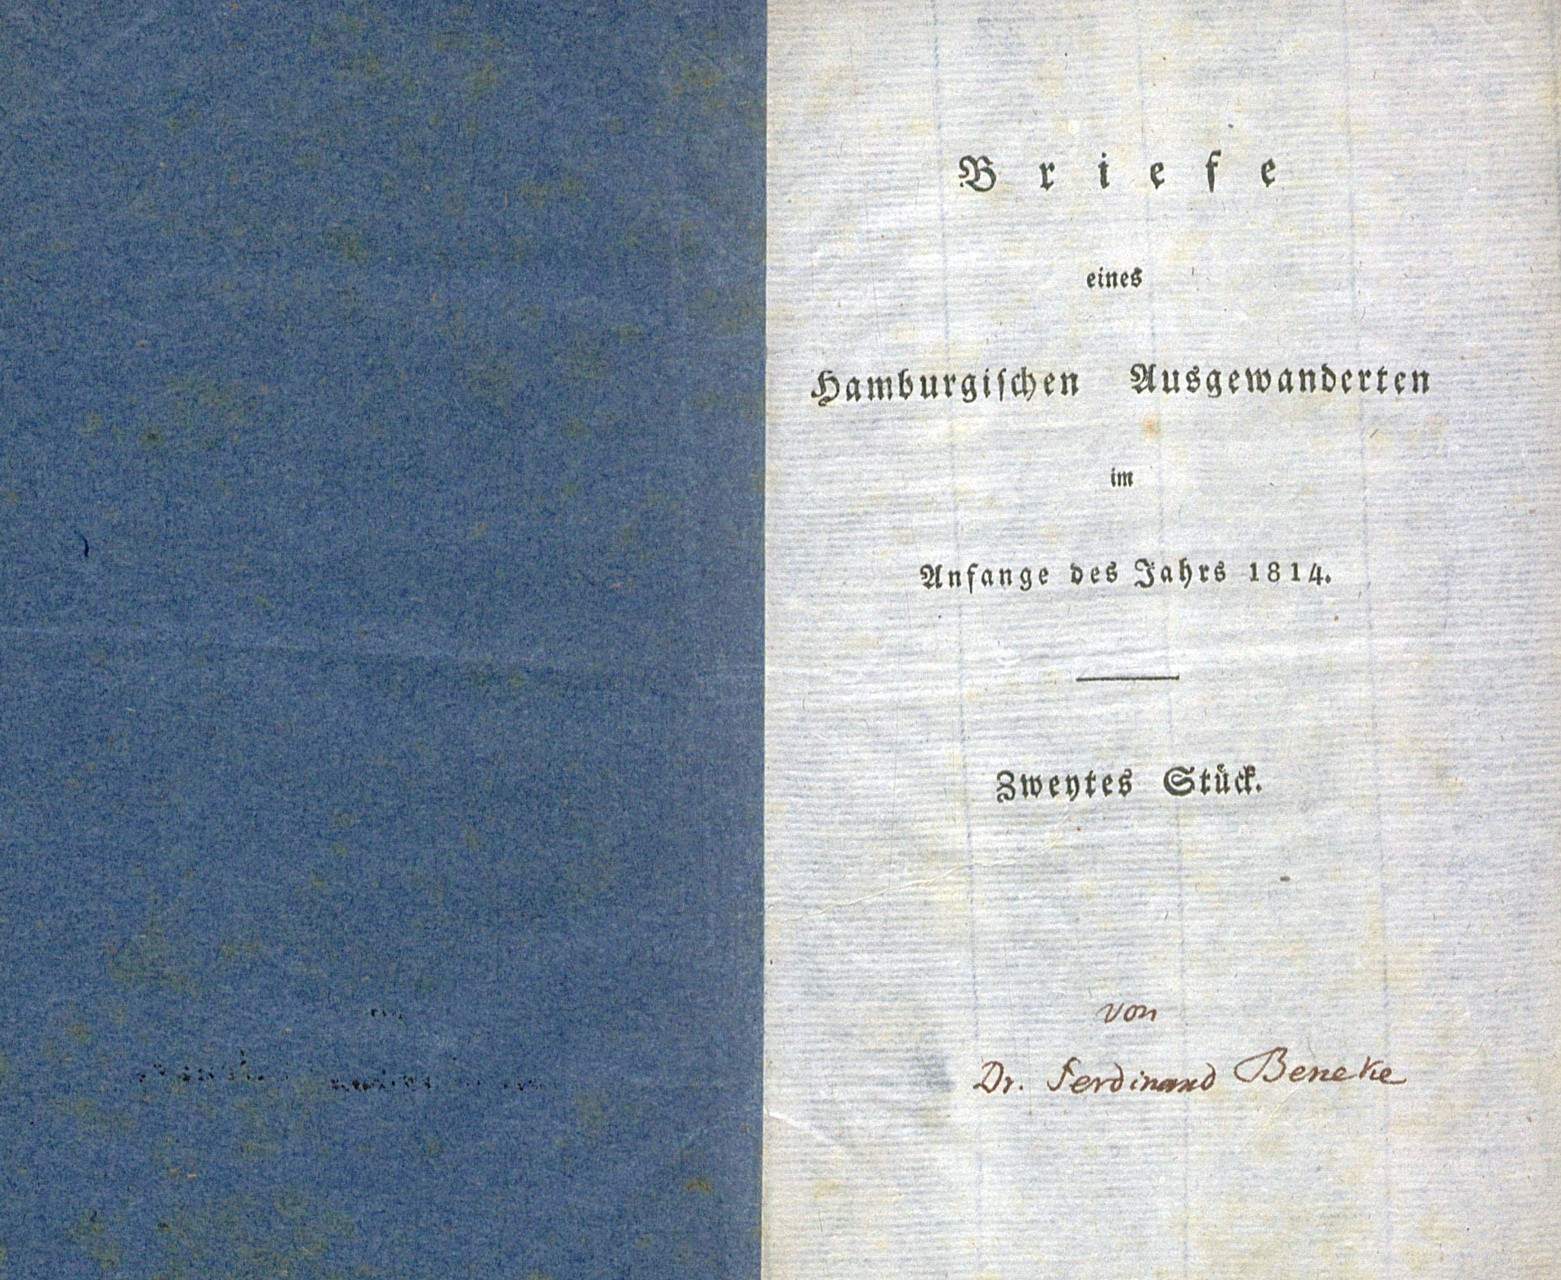 Briefe
eines
Hamburgischen Ausgewanderten
im
Anfange des Jahrs 1814.
Zweytes Stück.
von
Dr. Ferdinand Beneke